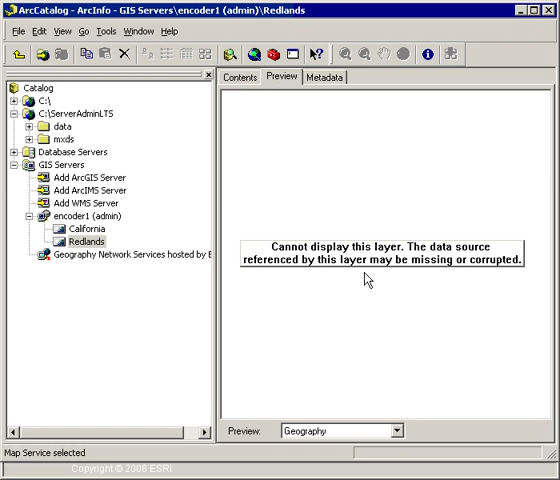 ArcCatalog - ArcInfo - GIS Servers\encoder1 (admin)\Redlands
File Edit View Go Tools Window Help
Contents Preview Metadata
Catalog
C:\
C:\ServerAdminLTS
data
mxds
Database Servers
GIS Servers
Add ArcGIS Server
Add ArcIMS Server
Add WMS Server
encoder1 (admin)
California
Redlands
Geography Network Services hosted by E
Cannot display this layer. The data source
referenced by this layer may be missing or corrupted.
Preview: Geography
Map Service selected
Copyright © 2008 ESRI